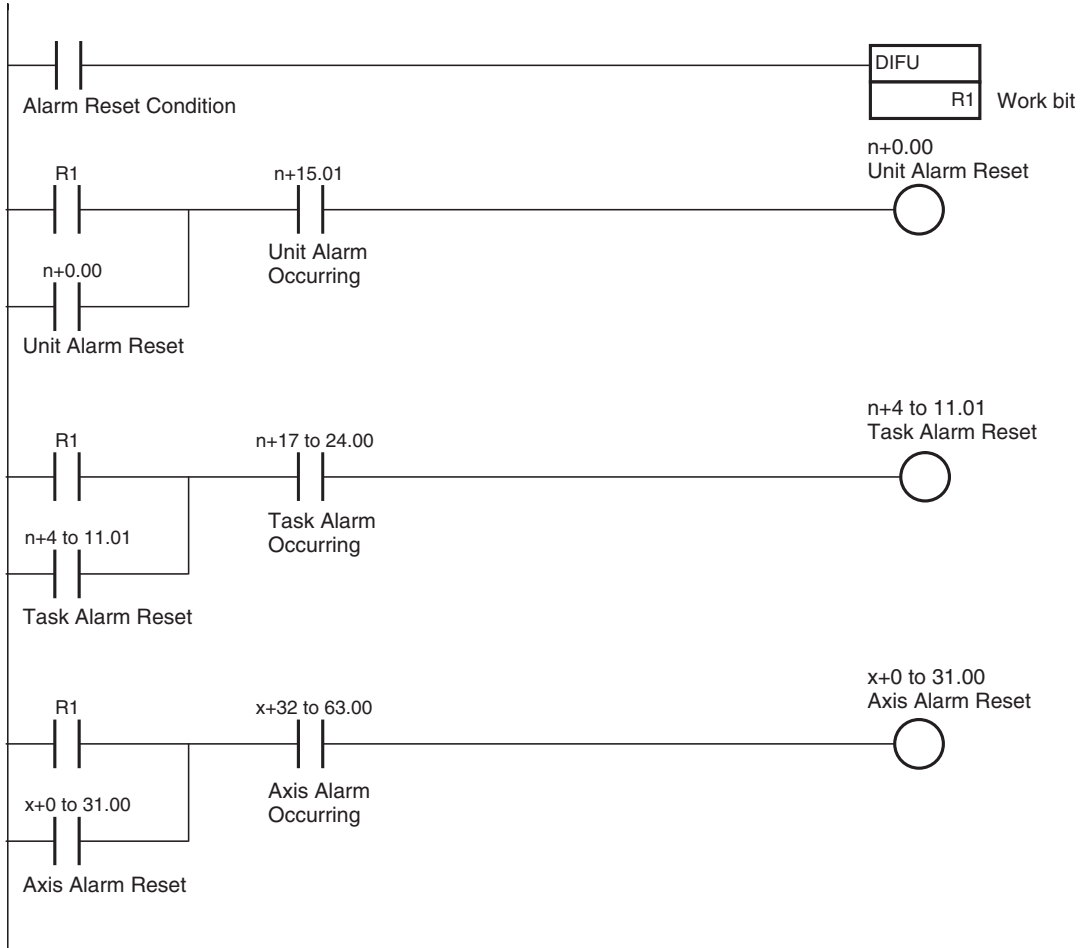 DIFU
Alarm Reset Condition
R1
Work bit
n+0.00
Unit Alarm Reset
R1
n+15.01
Unit Alarm
Occurring
n+0.00
Unit Alarm Reset
n+4 to 11.01
Task Alarm Reset
R1
n+17 to 24.00
Task Alarm
Occurring
n+4 to 11.01
Task Alarm Reset
x+0 to 31.00
Axis Alarm Reset
R1
x+32 to 63.00
Axis Alarm
Occurring
x+0 to 31.00
Axis Alarm Reset